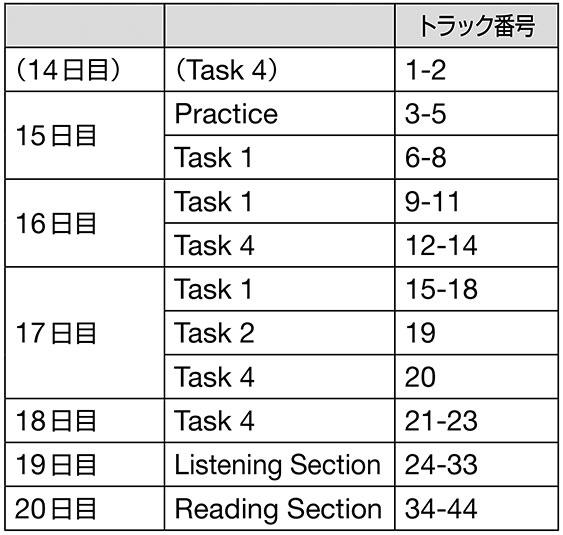 トラック番号
(14日目) (Task 4) 1-2
15日目 Practice 3-5
Task 1 6-8
16日目 Task 1 9-11
Task 4 12-14
17日目 Task 1 15-18
Task 2 19
Task 4 20
18日目 Task 4 21-23
19日目 Listening Section 24-33
20日目 Reading Section 34-44